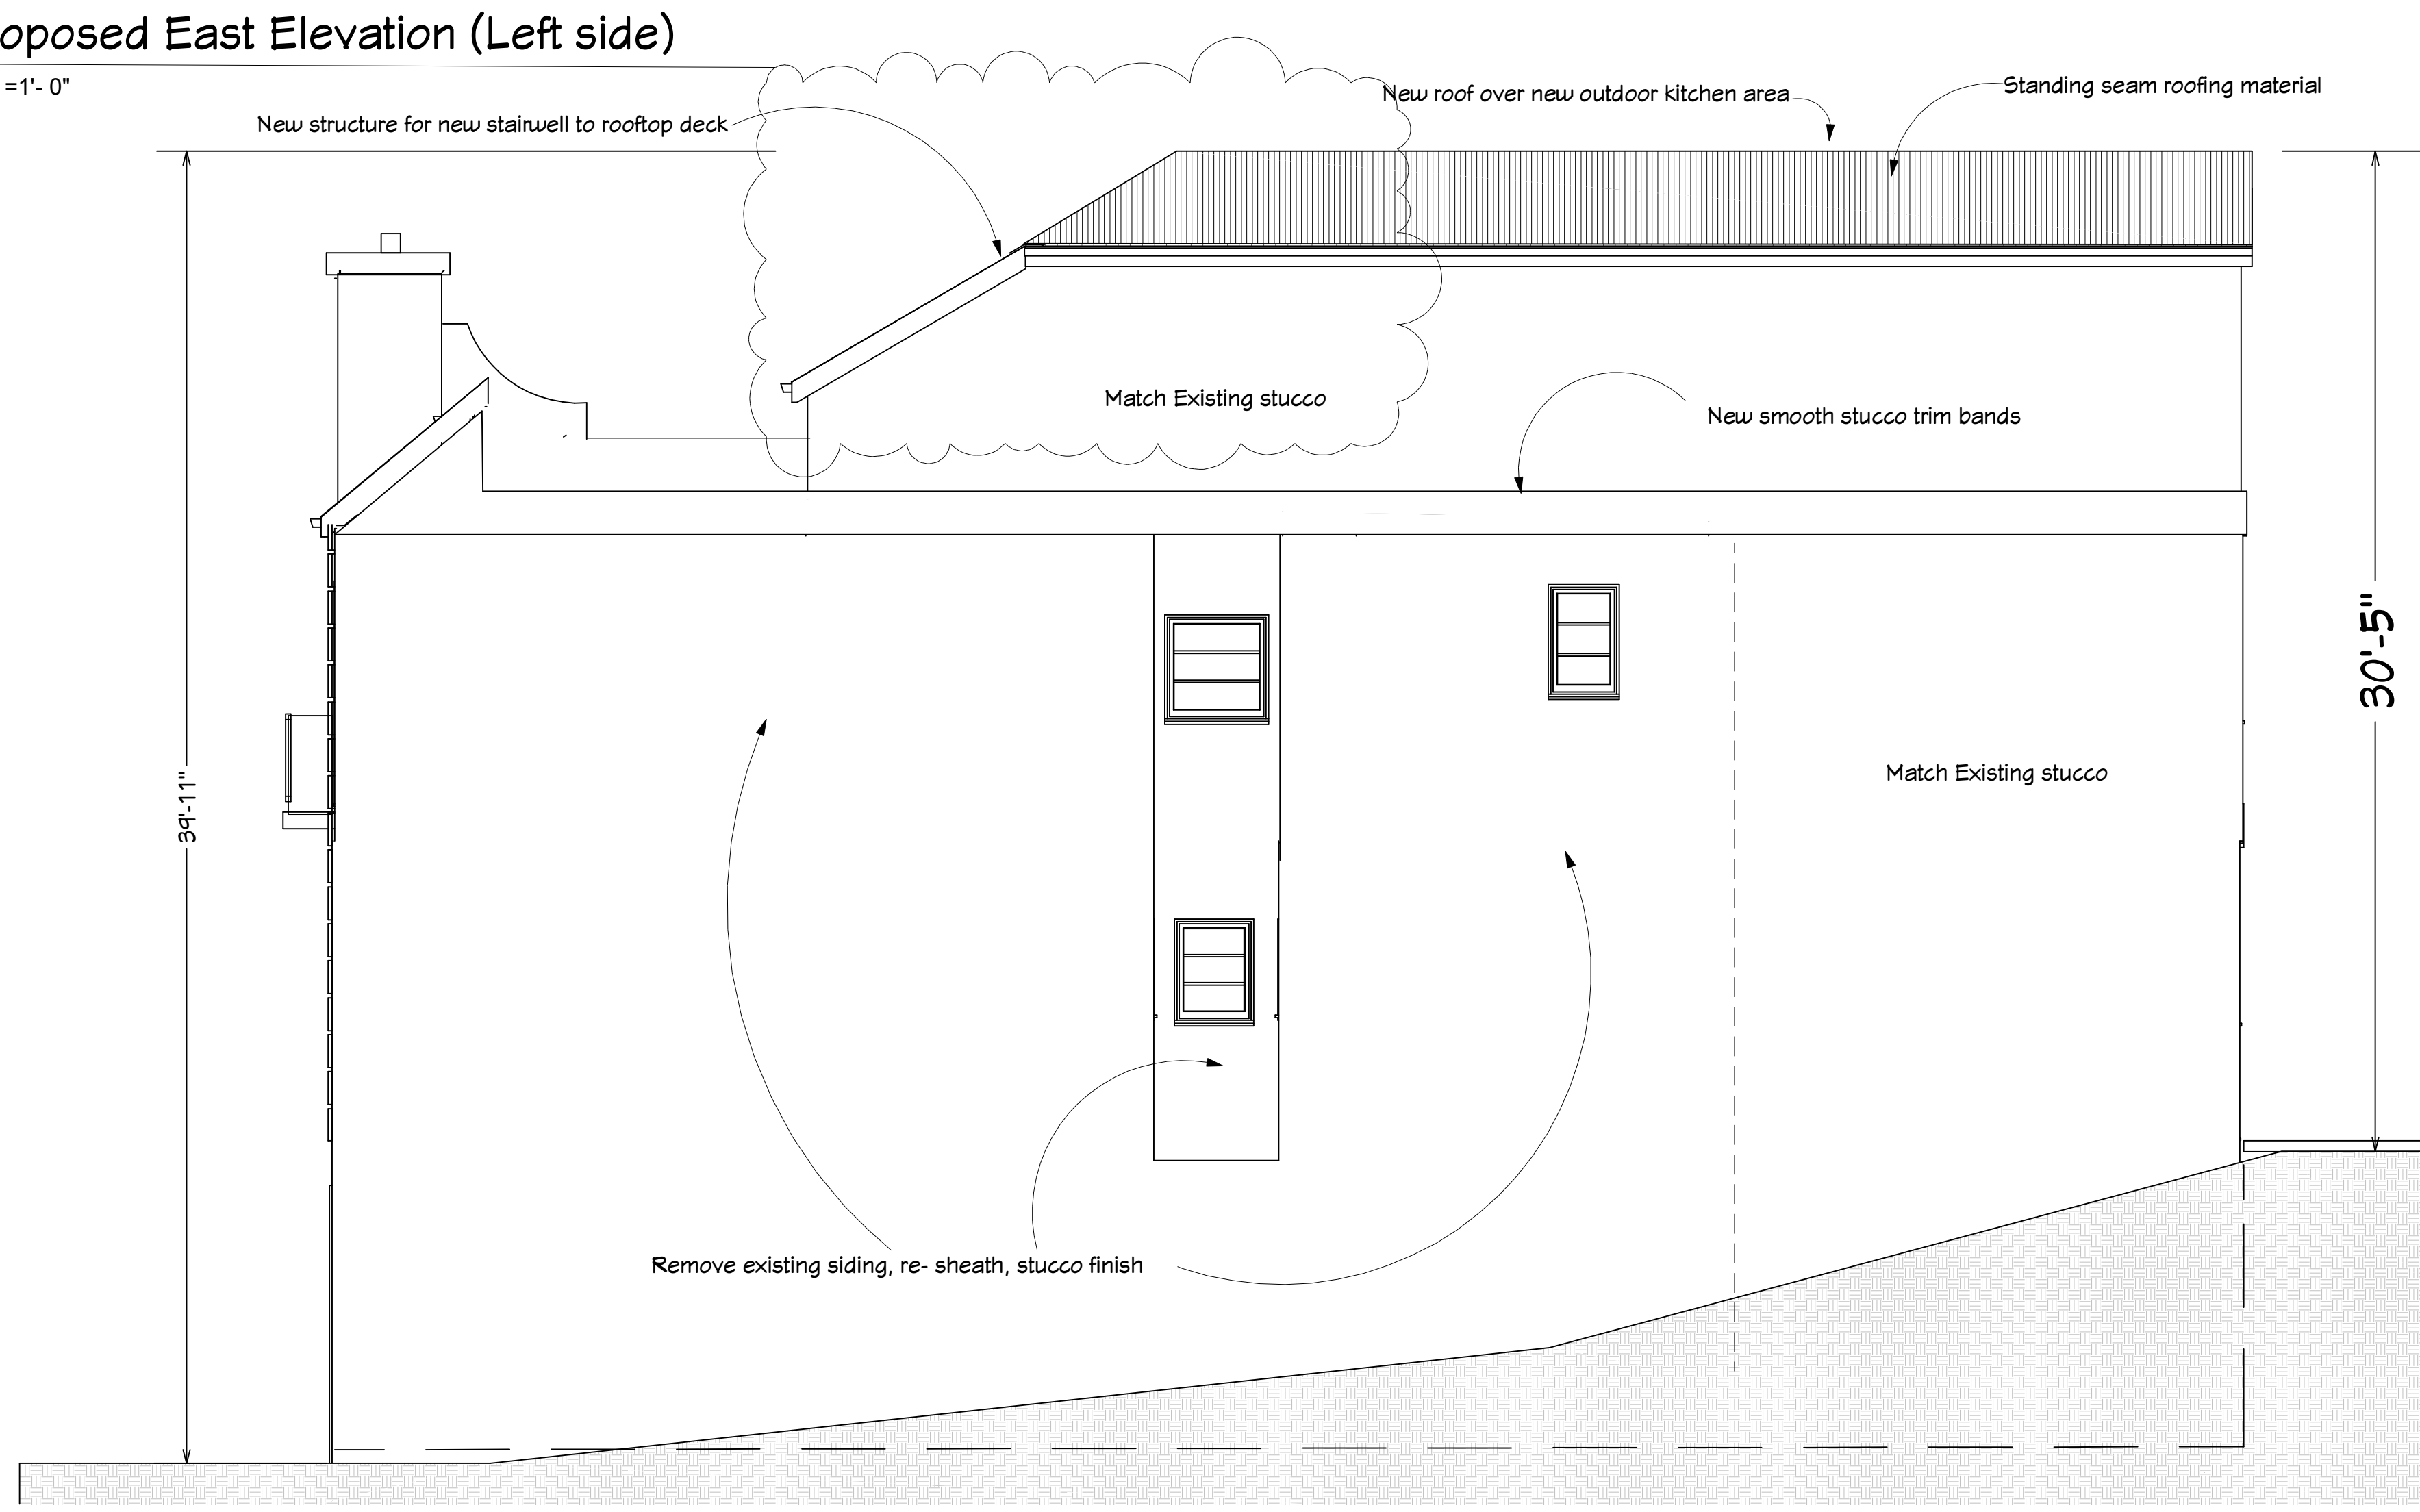 oposed East Elevation (Left side)
=1'- 0"
New roof over new outdoor kitchen area
Standing seam roofing material
New structure for new stairwell to rooftop deck
Match Existing stucco
New smooth stucco trim bands
30'-5"
39'-11"
Match Existing stucco
Remove existing siding, re- sheath, stucco finish